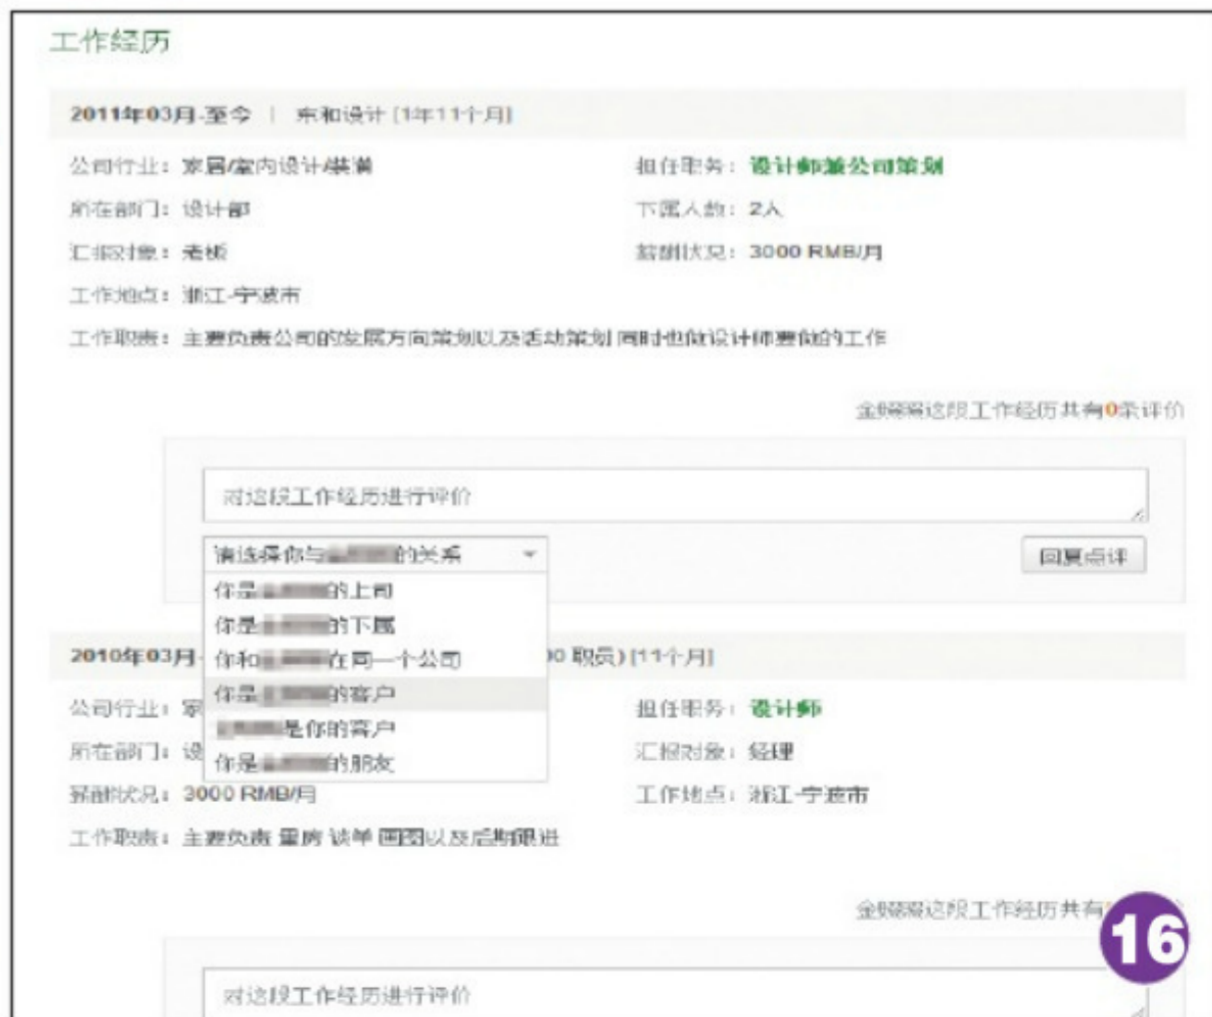 工作经历
2011年03月-至今 | 东和设计 [1年11个月]
公司行业：家居/室内设计/装潢 担任职务：设计师兼公司策划
所在部门：设计部 下属人数：2人
汇报对象：老板 薪酬状况：3000 RMB/月
工作地点：浙江-宁波市
工作职责：主要负责公司的发展方向策划以及活动策划 同时也做设计师要做的工作
这段工作经历共有0条评价
对这段工作经历进行评价
请选择你与 的关系 回复点评
你是 的上司
你是 的下属
2010年03月- 你和 在同一个公司 00 职员) [11个月]
你是 的客户
公司行业：家 是你的客户 担任职务：设计师
所在部门：设 你是 的朋友 汇报对象：经理
薪酬状况：3000 RMB/月 工作地点：浙江-宁波市
工作职责：主要负责 量房 谈单 画图以及后期跟进
这段工作经历共有
16
对这段工作经历进行评价